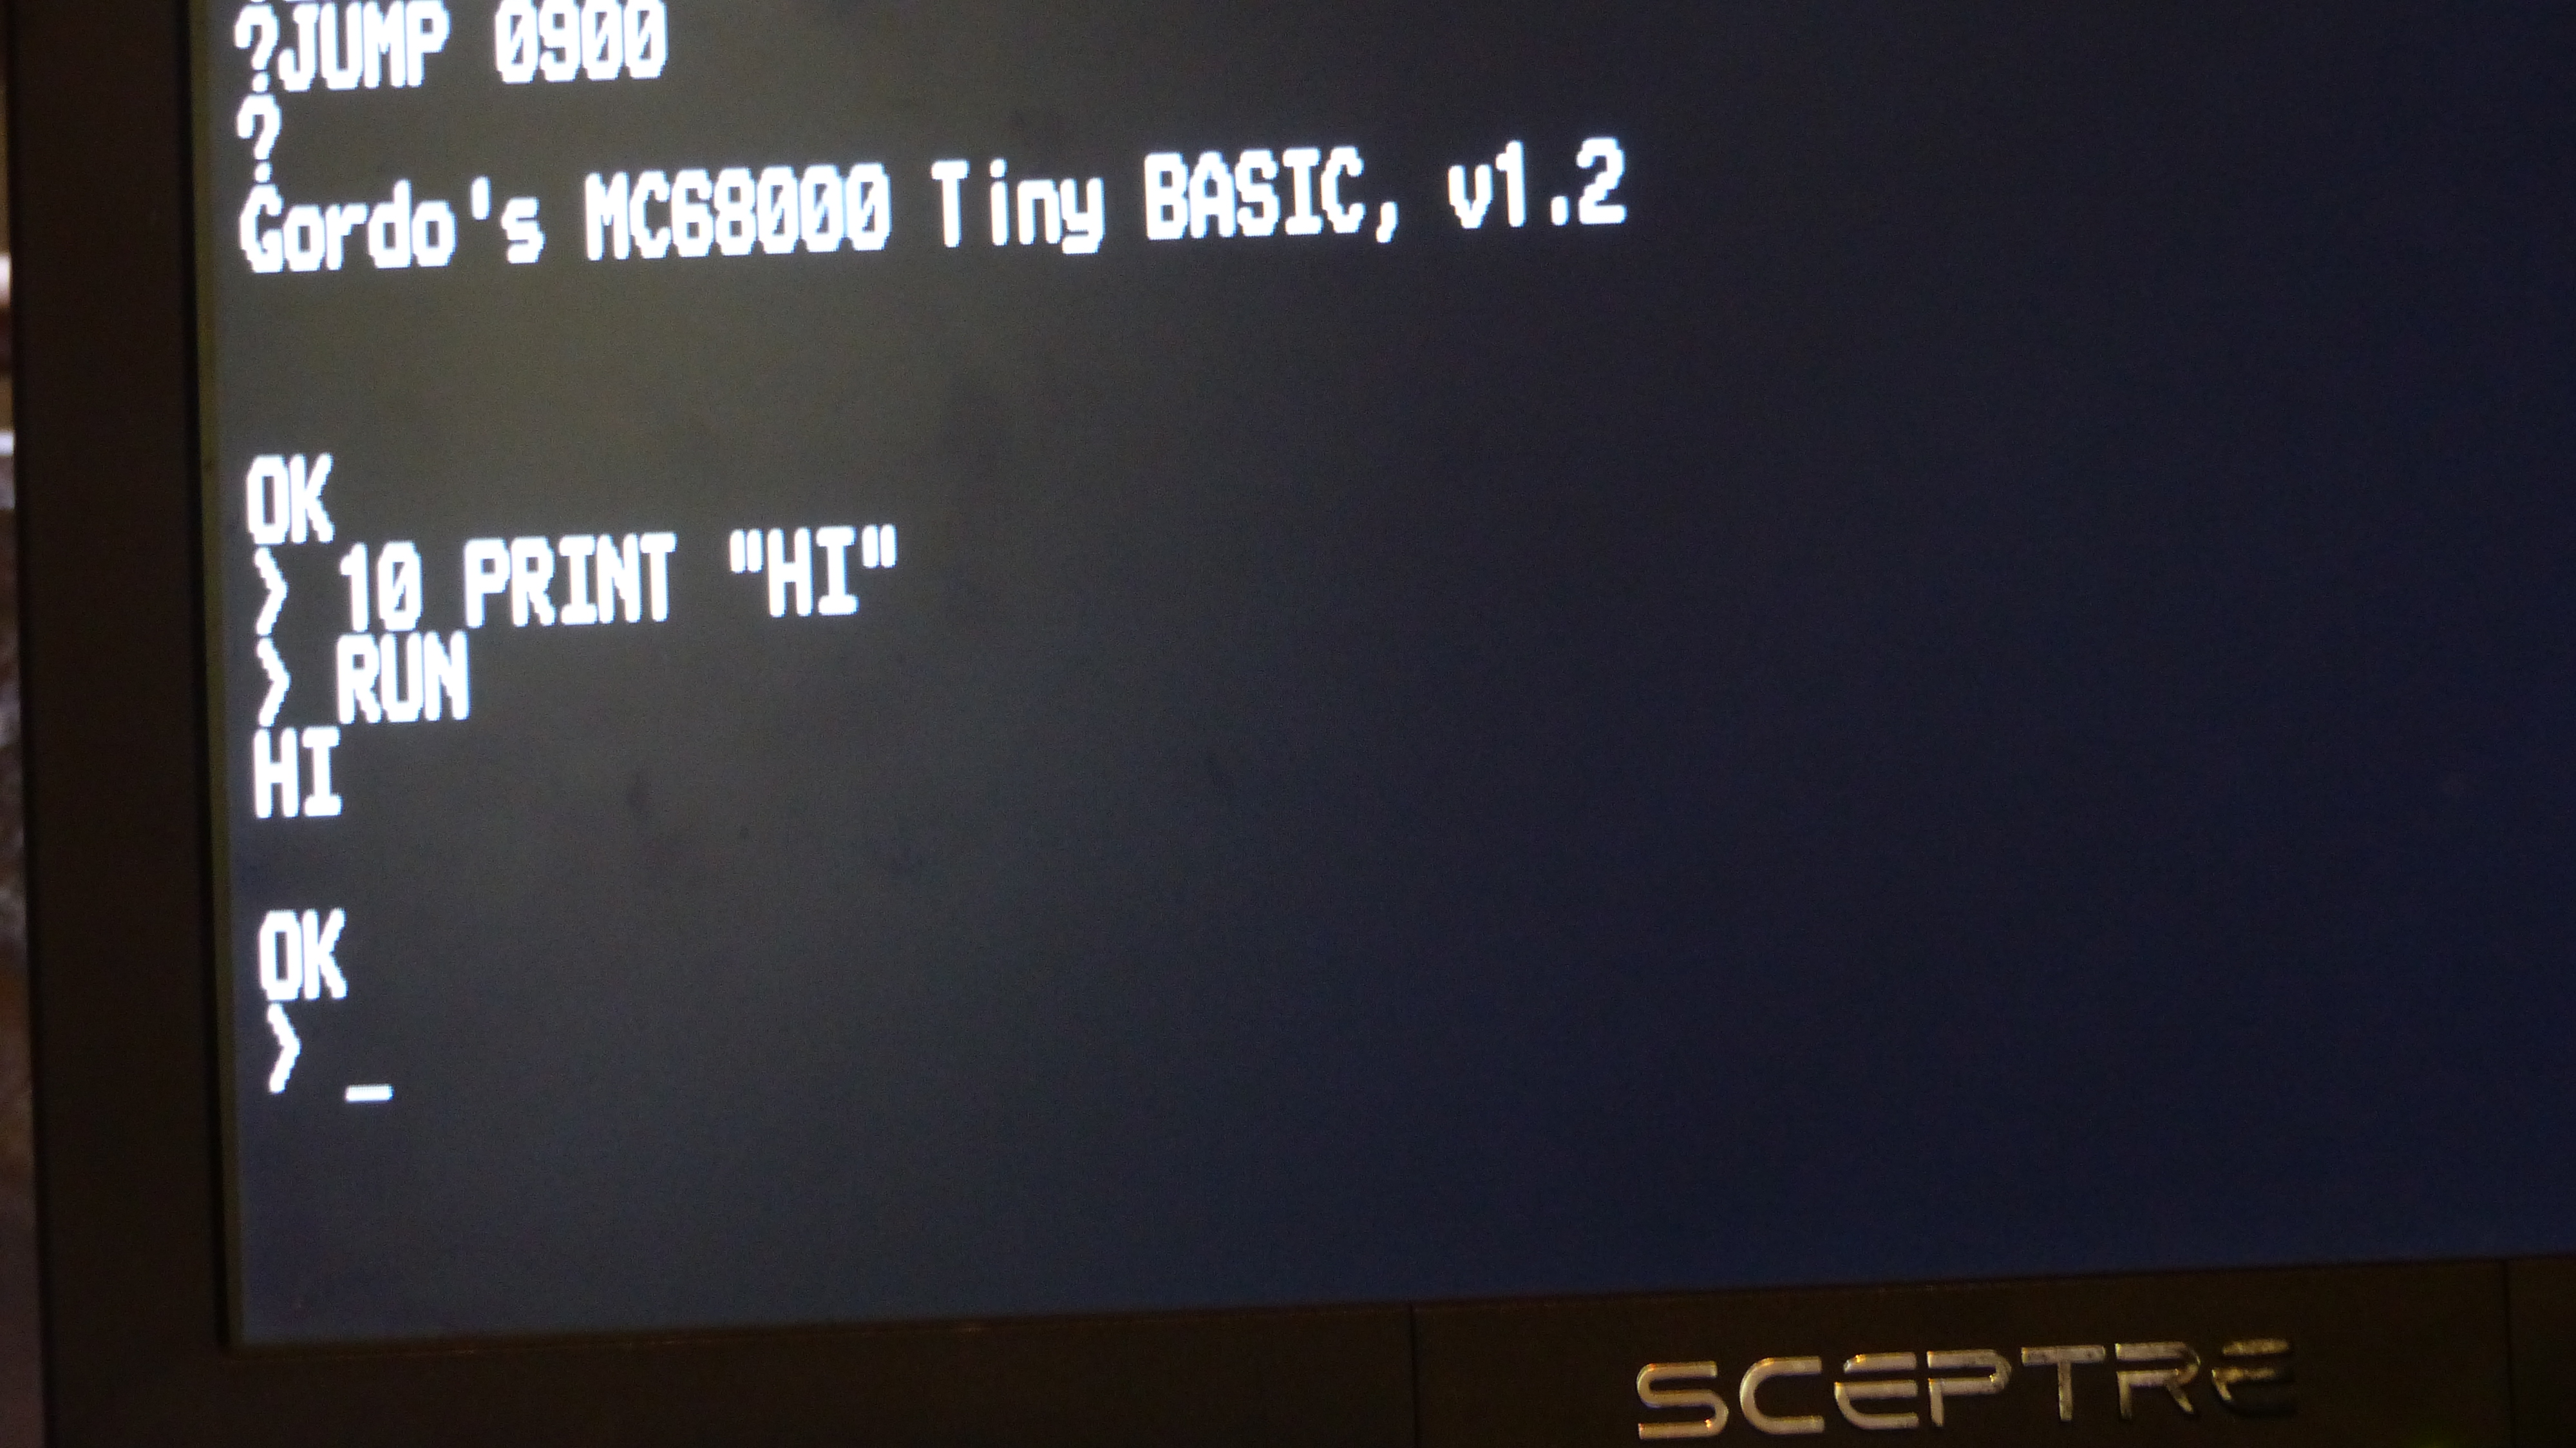 ?JUMP 0900
?
Gordo's MC68000 Tiny BASIC, v1.2
OK
> 10 PRINT "HI"
> RUN
HI
OK
> _
SCEPTRE